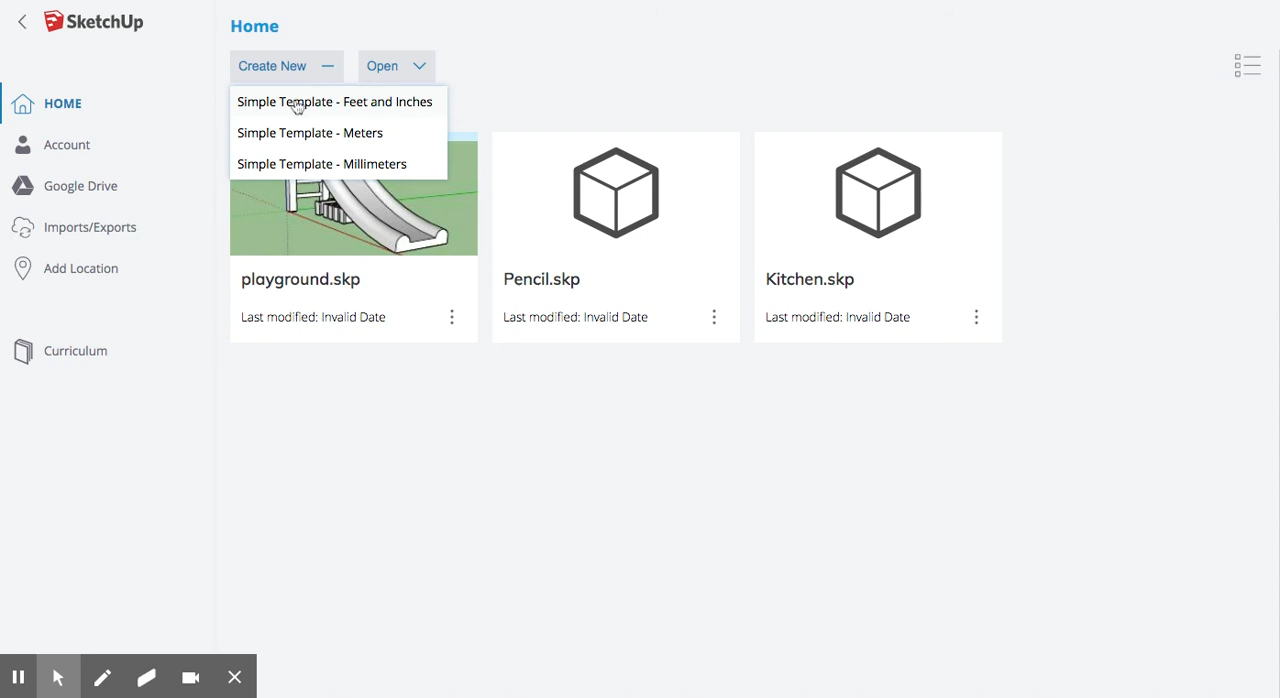 SketchUp
Home
Create New
Open
HOME
Simple Template - Feet and Inches
Simple Template - Meters
Simple Template - Millimeters
Account
Google Drive
Imports/Exports
Add Location
Curriculum
playground.skp
Last modified: Invalid Date
Pencil.skp
Last modified: Invalid Date
Kitchen.skp
Last modified: Invalid Date